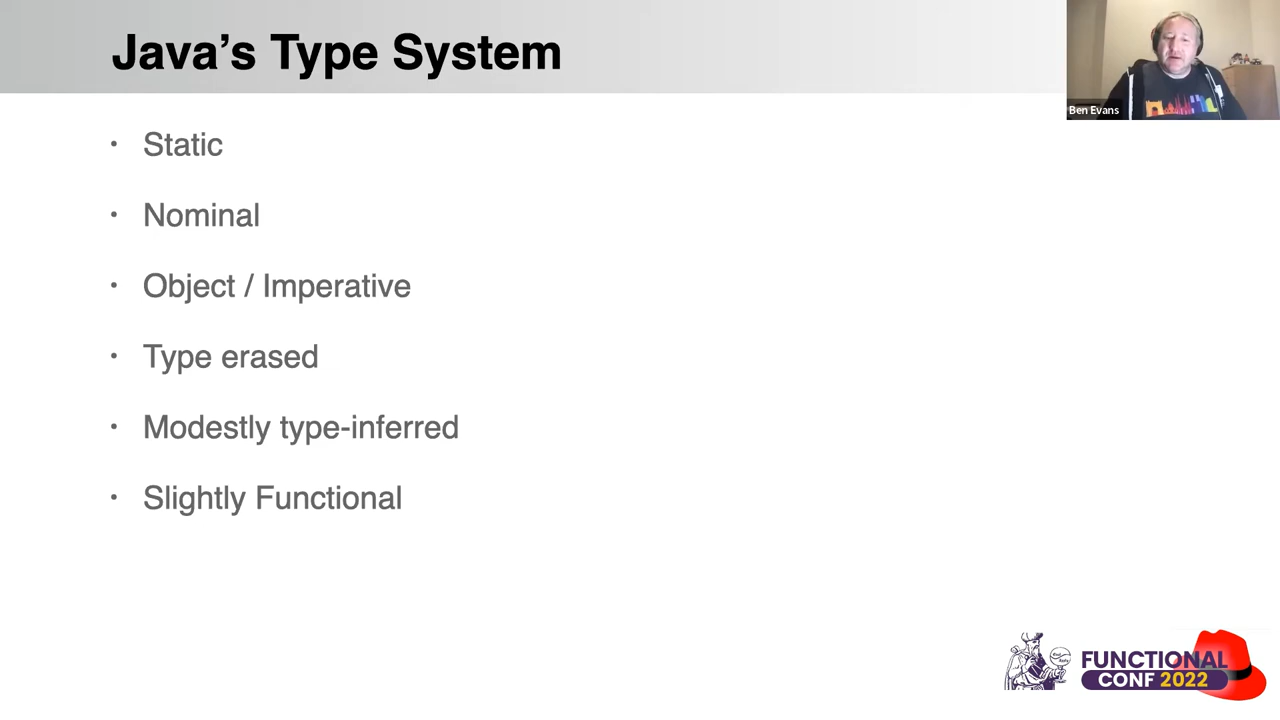 Java’s Type System
Ben Evans
• Static
• Nominal
• Object / Imperative
• Type erased
• Modestly type-inferred
• Slightly Functional
FUNCTIONAL
CONF 2022